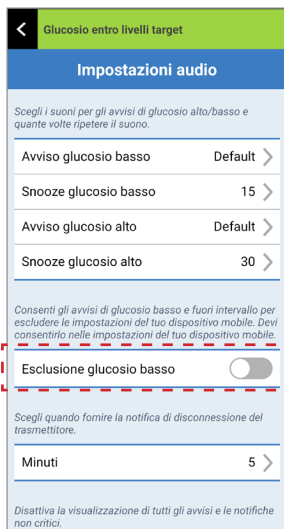 Glucosio entro livelli target
Impostazioni audio
Scegli i suoni per gli avvisi di glucosio alto/basso e
quante volte ripetere il suono.
Avviso glucosio basso Default
Snooze glucosio basso 15
Avviso glucosio alto Default
Snooze glucosio alto 30
Consenti gli avvisi di glucosio basso e fuori intervallo per
escludere le impostazioni del tuo dispositivo mobile. Devi
consentirlo nelle impostazioni del tuo dispositivo mobile.
Esclusione glucosio basso
Scegli quando fornire la notifica di disconnessione del
trasmettitore.
Minuti 5
Disattiva la visualizzazione di tutti gli avvisi e le notifiche
non critici.